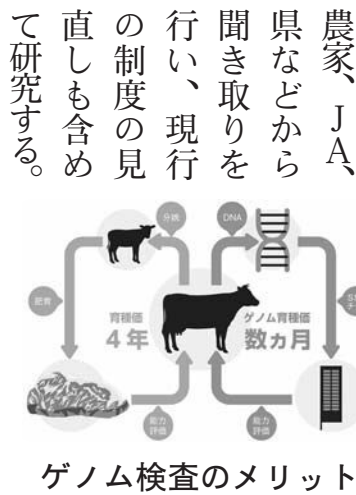 農家、JA、
県などから
聞き取りを
行い、現行
の制度の見
直しも含め
て研究する。
分娩
DNA
肥育
育種価
4年
ゲノム育種価
数ヵ月
能力
評価
能力
評価
ゲノム検査のメリット